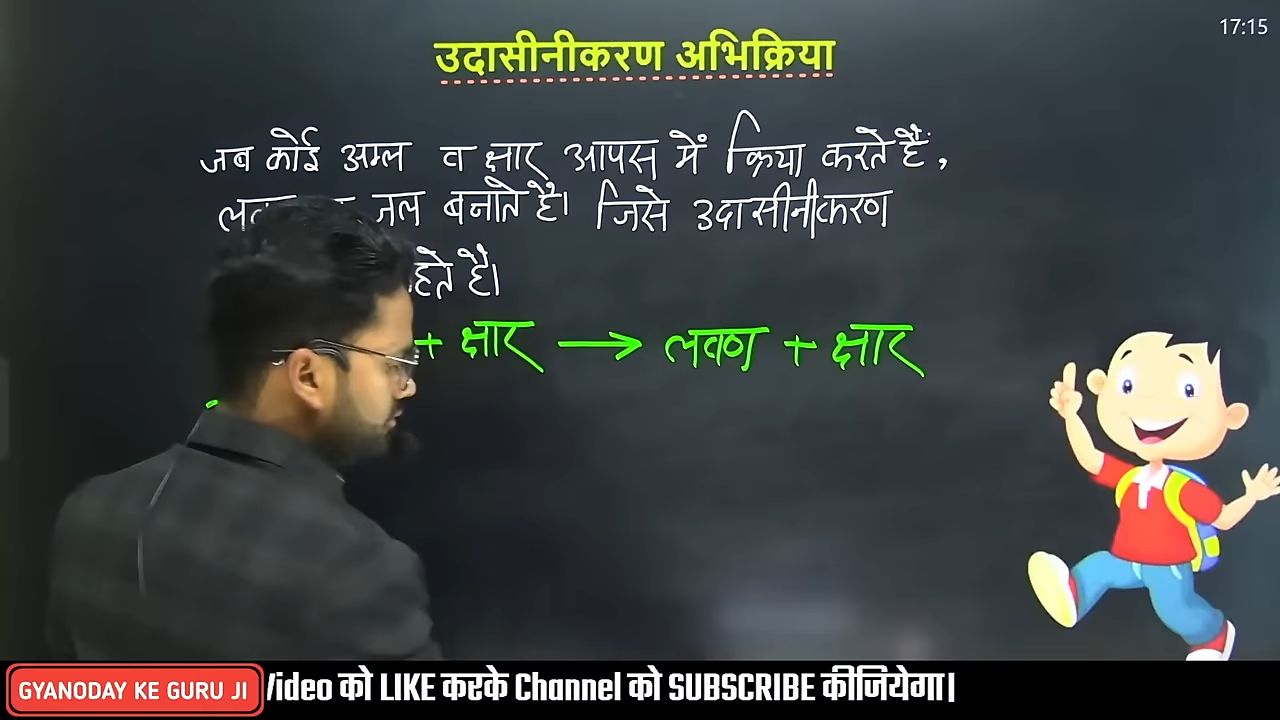 17:15
उदासीनीकरण अभिक्रिया
जब कोई अम्ल व क्षार आपस में क्रिया करते हैं,
जल बनाते है। जिसे उदासीनीकरण
है।
+ क्षार → लवण + क्षार
GYANODAY KE GURU JI Video को LIKE करके Channel को SUBSCRIBE कीजियेगा|